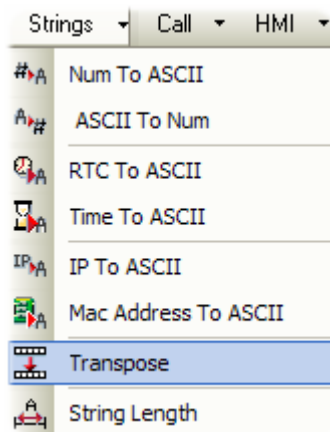 Strings Call HMI
Num To ASCII
ASCII To Num
RTC To ASCII
Time To ASCII
IP To ASCII
Mac Address To ASCII
Transpose
String Length